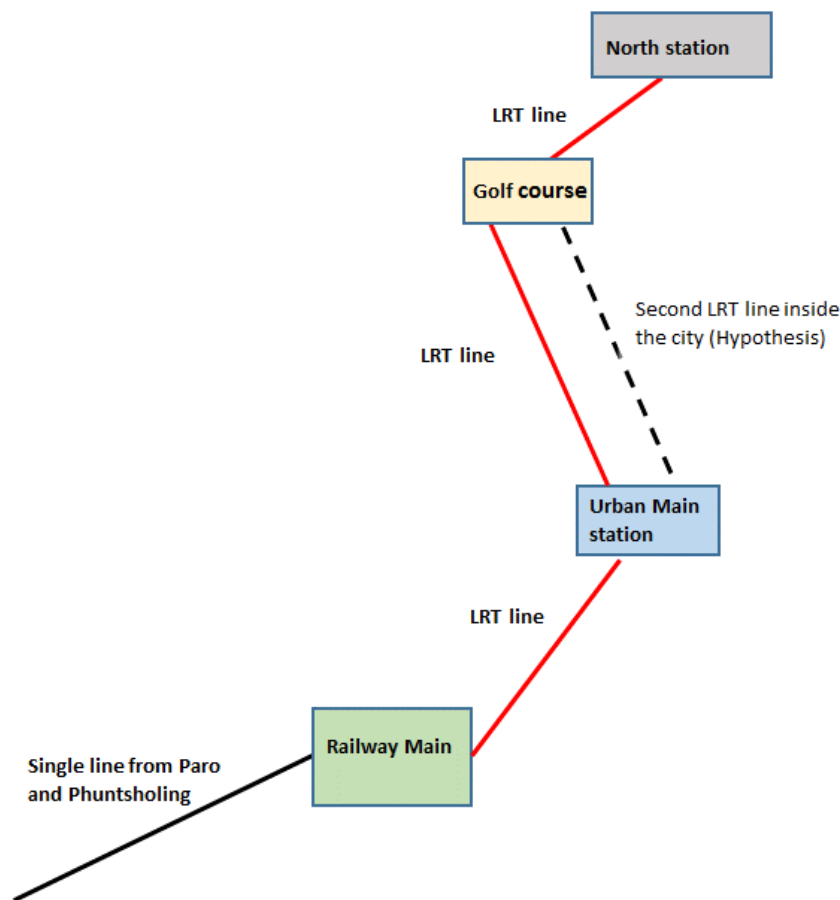 North station
LRT line
Golf course
Second LRT line inside
the city (Hypothesis)
LRT line
Urban Main
station
LRT line
Railway Main
Single line from Paro
and Phuntsholing